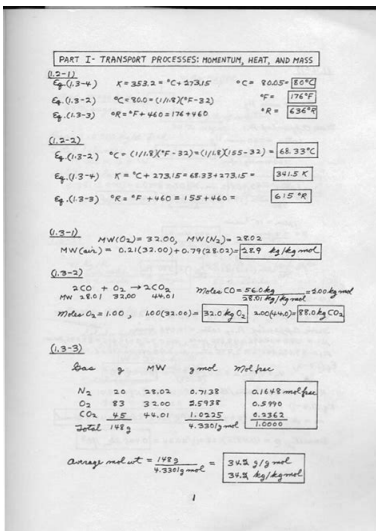 PART I - TRANSPORT PROCESSES: MOMENTUM, HEAT, AND MASS
(1.2-1)
Eq. (1.3-4) K = 353.2 = °C + 273.15 °C = 80.05 = 80°C
Eq. (1.3-2) °C = 80.0 = (1/1.8)(°F-32) °F = 176°F
Eq. (1.3-3) °R = °F + 460 = 176 + 460 °R = 636°R
(1.2-2)
Eq. (1.3-2) °C = (1/1.8)(°F-32) = (1/1.8)(155-32) = 68.33°C
Eq. (1.3-4) K = °C + 273.15 = 68.33 + 273.15 = 341.5 K
Eq. (1.3-3) °R = °F + 460 = 155 + 460 = 615 °R
(1.3-1)
MW(O2) = 32.00, MW(N2) = 28.02
MW(air) = 0.21(32.00) + 0.79(28.02) = 28.9 kg/kg mol
(1.3-2)
2CO + O2 → 2CO2 Moles CO = 56.0 kg / 28.01 kg/kg mol = 2.00 kg mol
MW 28.01 32.00 44.01
Moles O2 = 1.00, 1.00(32.00) = 32.0 kg O2 2.00(44.0) = 88.0 kg CO2
(1.3-3)
Gas g MW g mol Mol frac
N2 20 28.02 0.7138 0.1648 mol frac
O2 83 32.00 2.5938 0.5990
CO2 45 44.01 1.0225 0.2362
Total 148 g 4.3301 g mol 1.0000
Average mol wt = 148 g / 4.3301 g mol = 34.2 g/g mol
34.2 kg/kg mol
1